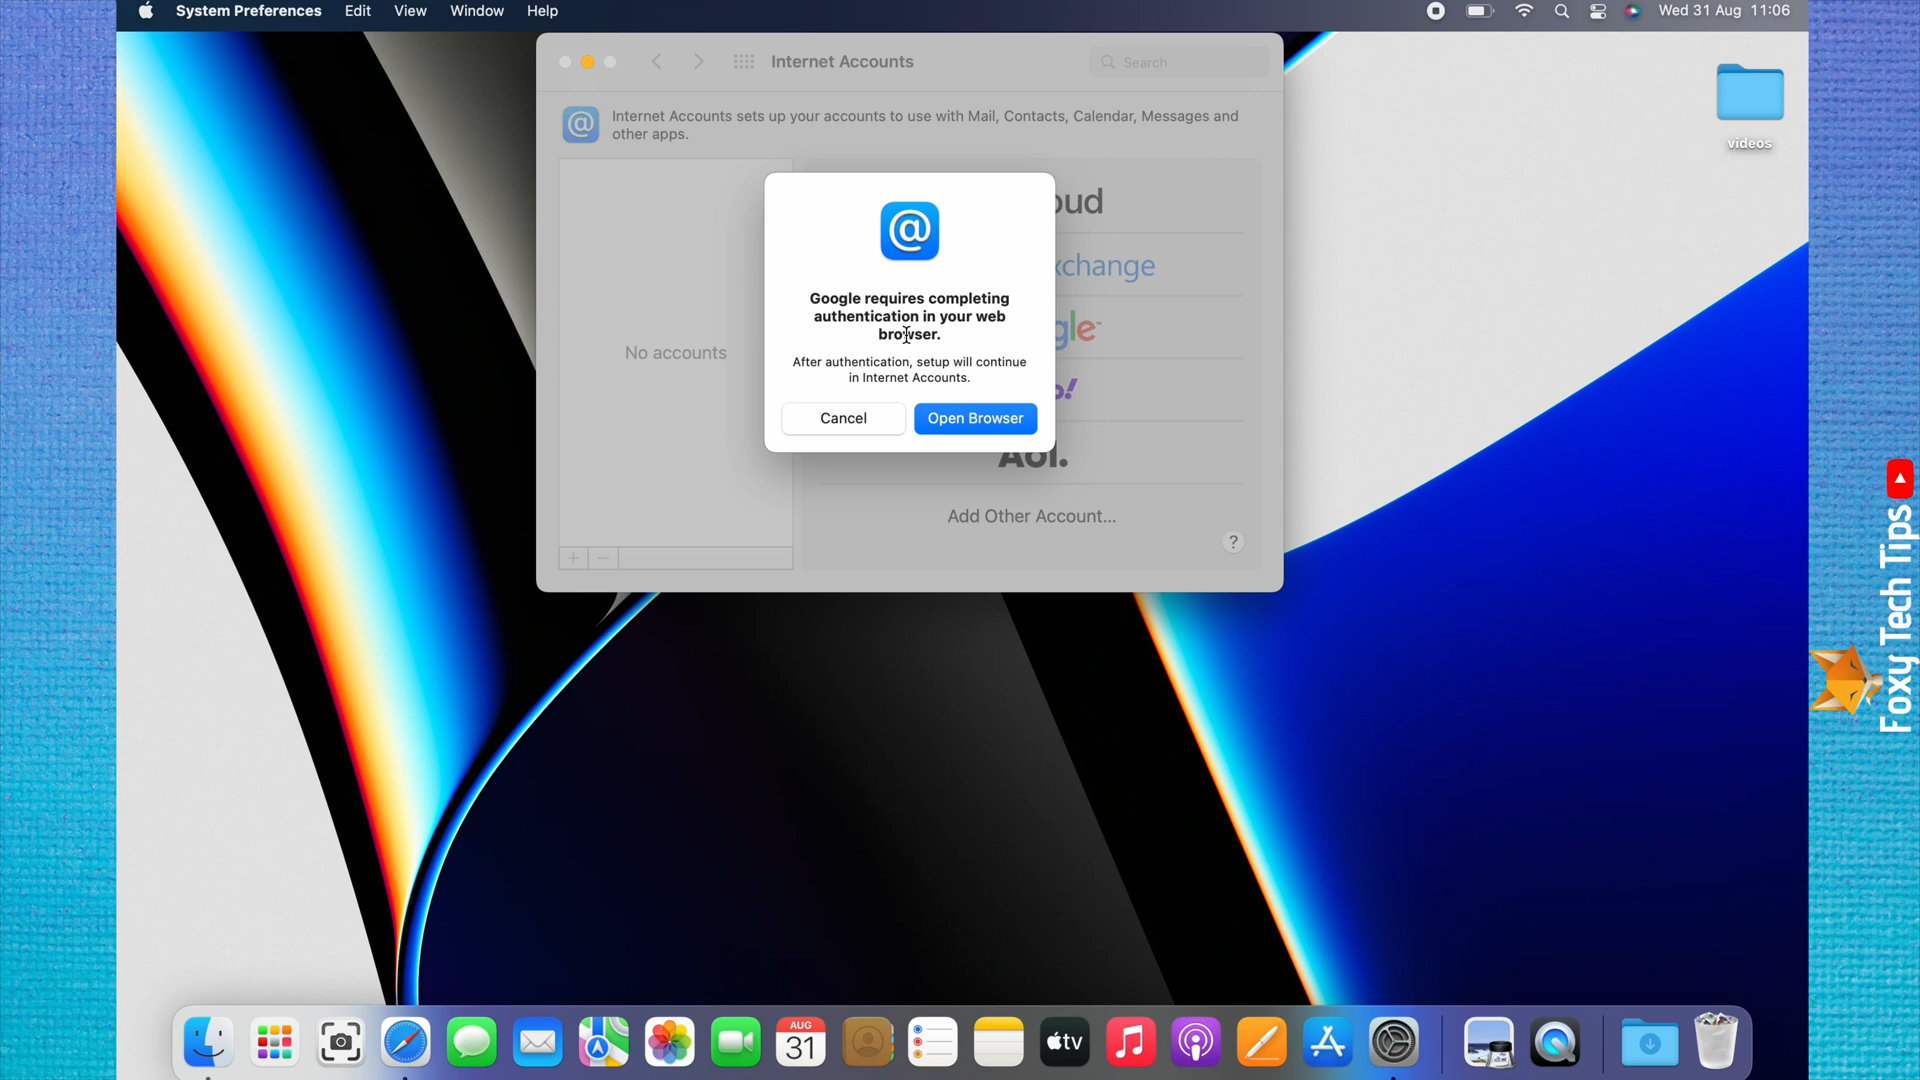 System Preferences Edit View Window Help
Wed 31 Aug 11:06
Internet Accounts
Search
Internet Accounts sets up your accounts to use with Mail, Contacts, Calendar, Messages and
other apps.
videos
@
oud
xchange
gle
o!
Aol.
No accounts
Google requires completing
authentication in your web
browser.
After authentication, setup will continue
in Internet Accounts.
Cancel
Open Browser
Add Other Account...
?
+ −
Foxy Tech Tips
AUG
31
tv